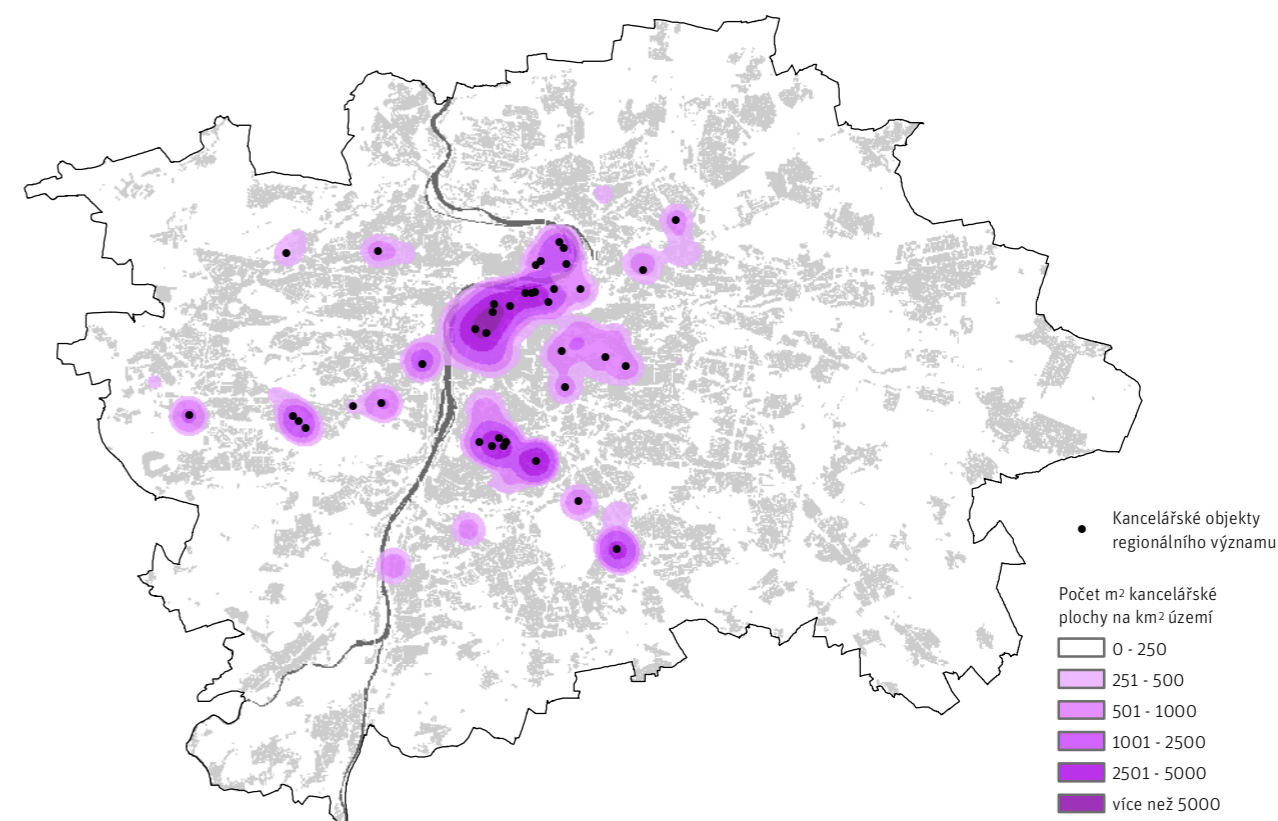 Kancelářské objekty
regionálního významu
Počet m2 kancelářské
plochy na km2 území
0 - 250
251 - 500
501 - 1000
1001 - 2500
2501 - 5000
více než 5000